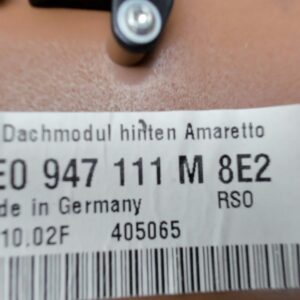 Dachmodul hinten Amaretto
E0 947 111 M 8E2
de in Germany RSO
10.02F 405065